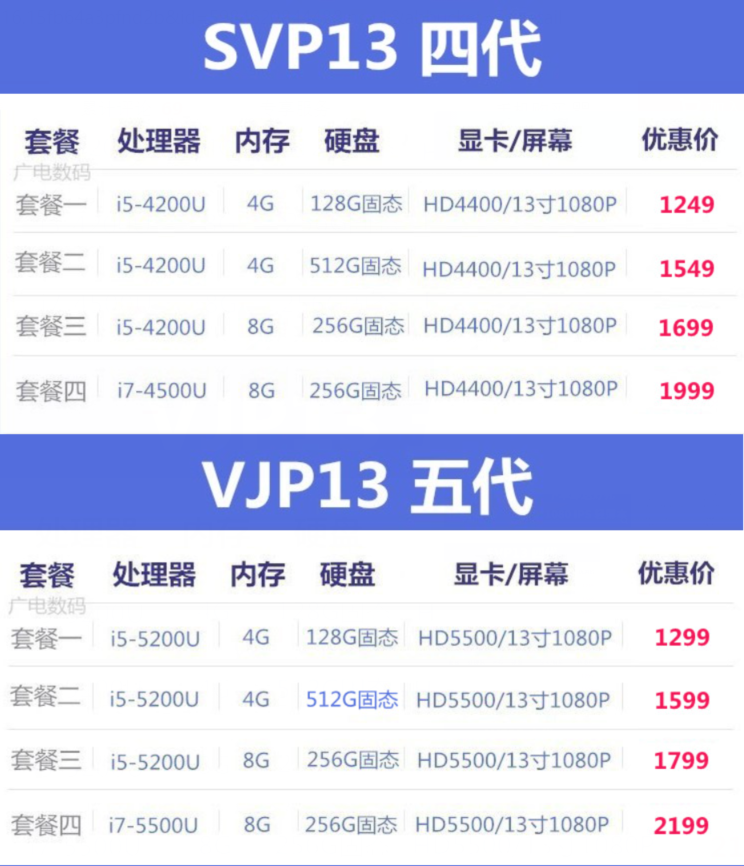 SVP13 四代
套餐 处理器 内存 硬盘 显卡/屏幕 优惠价
广电数码
套餐一 i5-4200U 4G 128G固态 HD4400/13寸1080P 1249
套餐二 i5-4200U 4G 512G固态 HD4400/13寸1080P 1549
套餐三 i5-4200U 8G 256G固态 HD4400/13寸1080P 1699
套餐四 i7-4500U 8G 256G固态 HD4400/13寸1080P 1999
VJP13 五代
套餐 处理器 内存 硬盘 显卡/屏幕 优惠价
广电数码
套餐一 i5-5200U 4G 128G固态 HD5500/13寸1080P 1299
套餐二 i5-5200U 4G 512G固态 HD5500/13寸1080P 1599
套餐三 i5-5200U 8G 256G固态 HD5500/13寸1080P 1799
套餐四 i7-5500U 8G 256G固态 HD5500/13寸1080P 2199